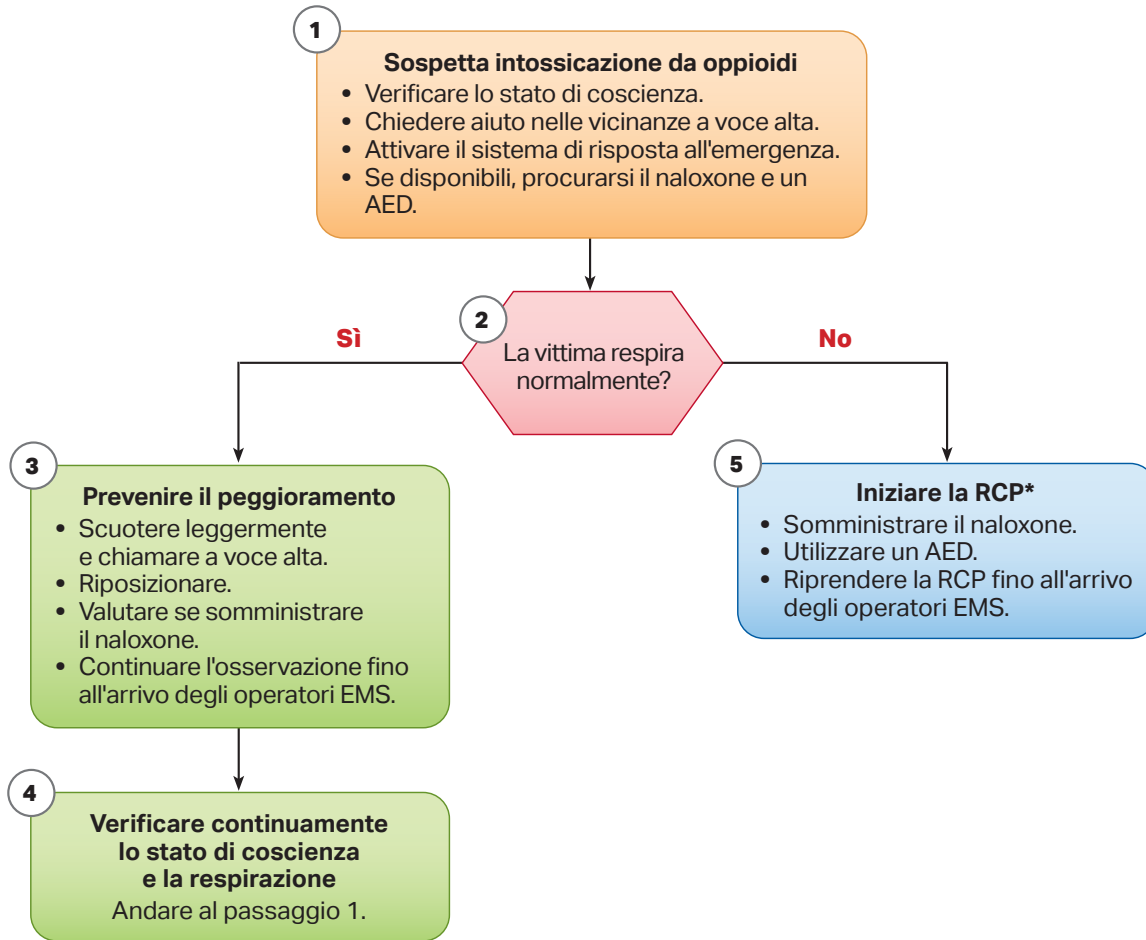 1
Sospetta intossicazione da oppioidi
• Verificare lo stato di coscienza.
• Chiedere aiuto nelle vicinanze a voce alta.
• Attivare il sistema di risposta all'emergenza.
• Se disponibili, procurarsi il naloxone e un
AED.
2
La vittima respira
normalmente?
Sì
No
3
Prevenire il peggioramento
• Scuotere leggermente
e chiamare a voce alta.
• Riposizionare.
• Valutare se somministrare
il naloxone.
• Continuare l'osservazione fino
all'arrivo degli operatori EMS.
4
Verificare continuamente
lo stato di coscienza
e la respirazione
Andare al passaggio 1.
5
Iniziare la RCP*
• Somministrare il naloxone.
• Utilizzare un AED.
• Riprendere la RCP fino all'arrivo
degli operatori EMS.